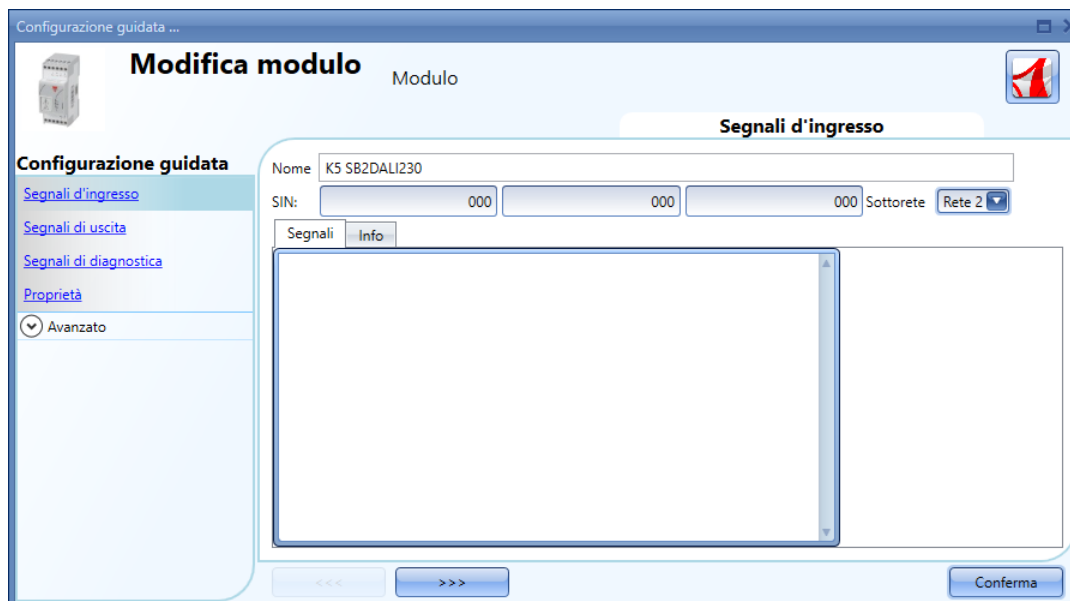 Configurazione guidata ...
Modifica modulo
Modulo
Segnali d'ingresso
Configurazione guidata
Segnali d'ingresso
Segnali di uscita
Segnali di diagnostica
Proprietà
Avanzato
Nome K5 SB2DALI230
SIN: 000 000 000 Sottorete Rete 2
Segnali Info
<<< >>> Conferma